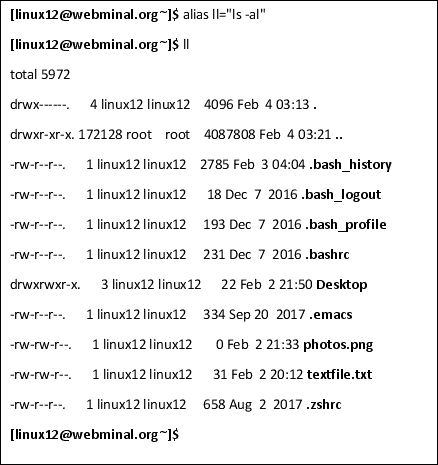 [linux12@webminal.org~]$ alias ll="ls -al"
[linux12@webminal.org~]$ ll
total 5972
drwx------. 4 linux12 linux12 4096 Feb 4 03:13 .
drwxr-xr-x. 172128 root root 4087808 Feb 4 03:21 ..
-rw-r--r--. 1 linux12 linux12 2785 Feb 3 04:04 .bash_history
-rw-r--r--. 1 linux12 linux12 18 Dec 7 2016 .bash_logout
-rw-r--r--. 1 linux12 linux12 193 Dec 7 2016 .bash_profile
-rw-r--r--. 1 linux12 linux12 231 Dec 7 2016 .bashrc
drwxrwxr-x. 3 linux12 linux12 22 Feb 2 21:50 Desktop
-rw-r--r--. 1 linux12 linux12 334 Sep 20 2017 .emacs
-rw-rw-r--. 1 linux12 linux12 0 Feb 2 21:33 photos.png
-rw-rw-r--. 1 linux12 linux12 31 Feb 2 20:12 textfile.txt
-rw-r--r--. 1 linux12 linux12 658 Aug 2 2017 .zshrc
[linux12@webminal.org~]$